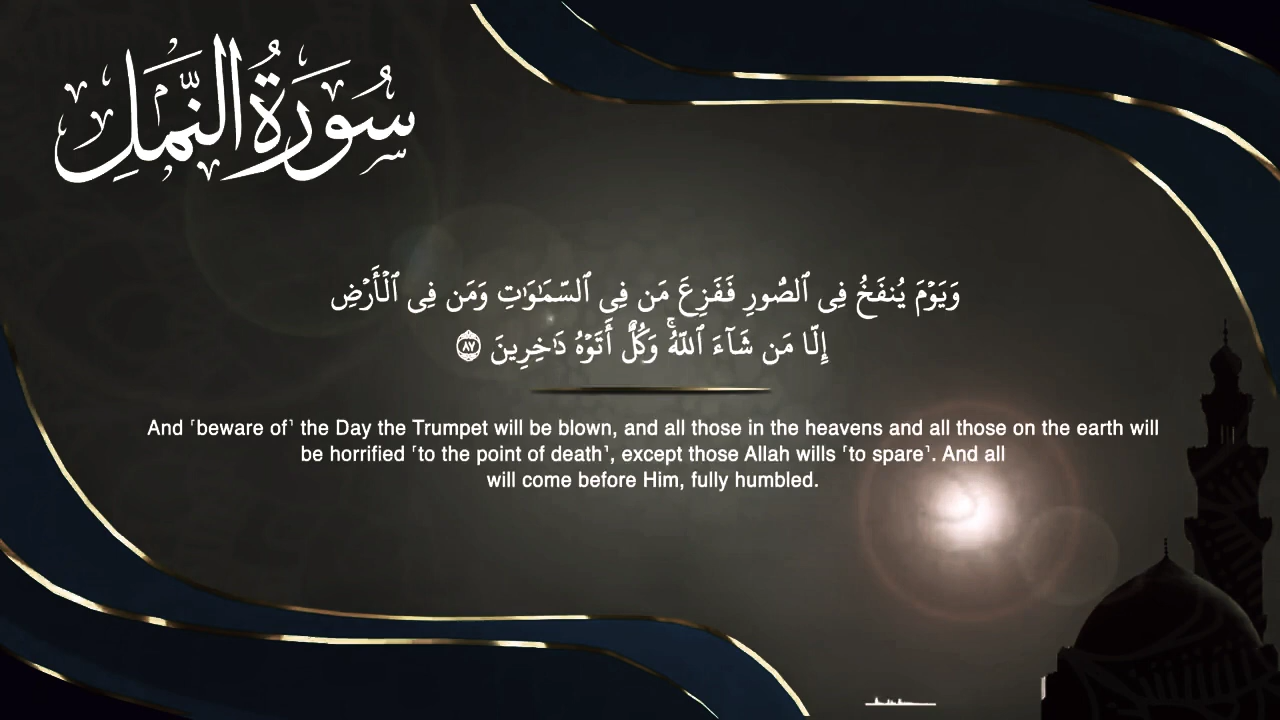 سُورَةُ النَّمْلِ
وَيَوْمَ يُنفَخُ فِى ٱلصُّورِ فَفَزِعَ مَن فِى ٱلسَّمَـٰوَٰتِ وَمَن فِى ٱلْأَرْضِ
إِلَّا مَن شَآءَ ٱللَّهُ ۚ وَكُلٌّ أَتَوْهُ دَٰخِرِينَ ٨٧
And ˹beware of˺ the Day the Trumpet will be blown, and all those in the heavens and all those on the earth will
be horrified ˹to the point of death˺, except those Allah wills ˹to spare˺. And all
will come before Him, fully humbled.